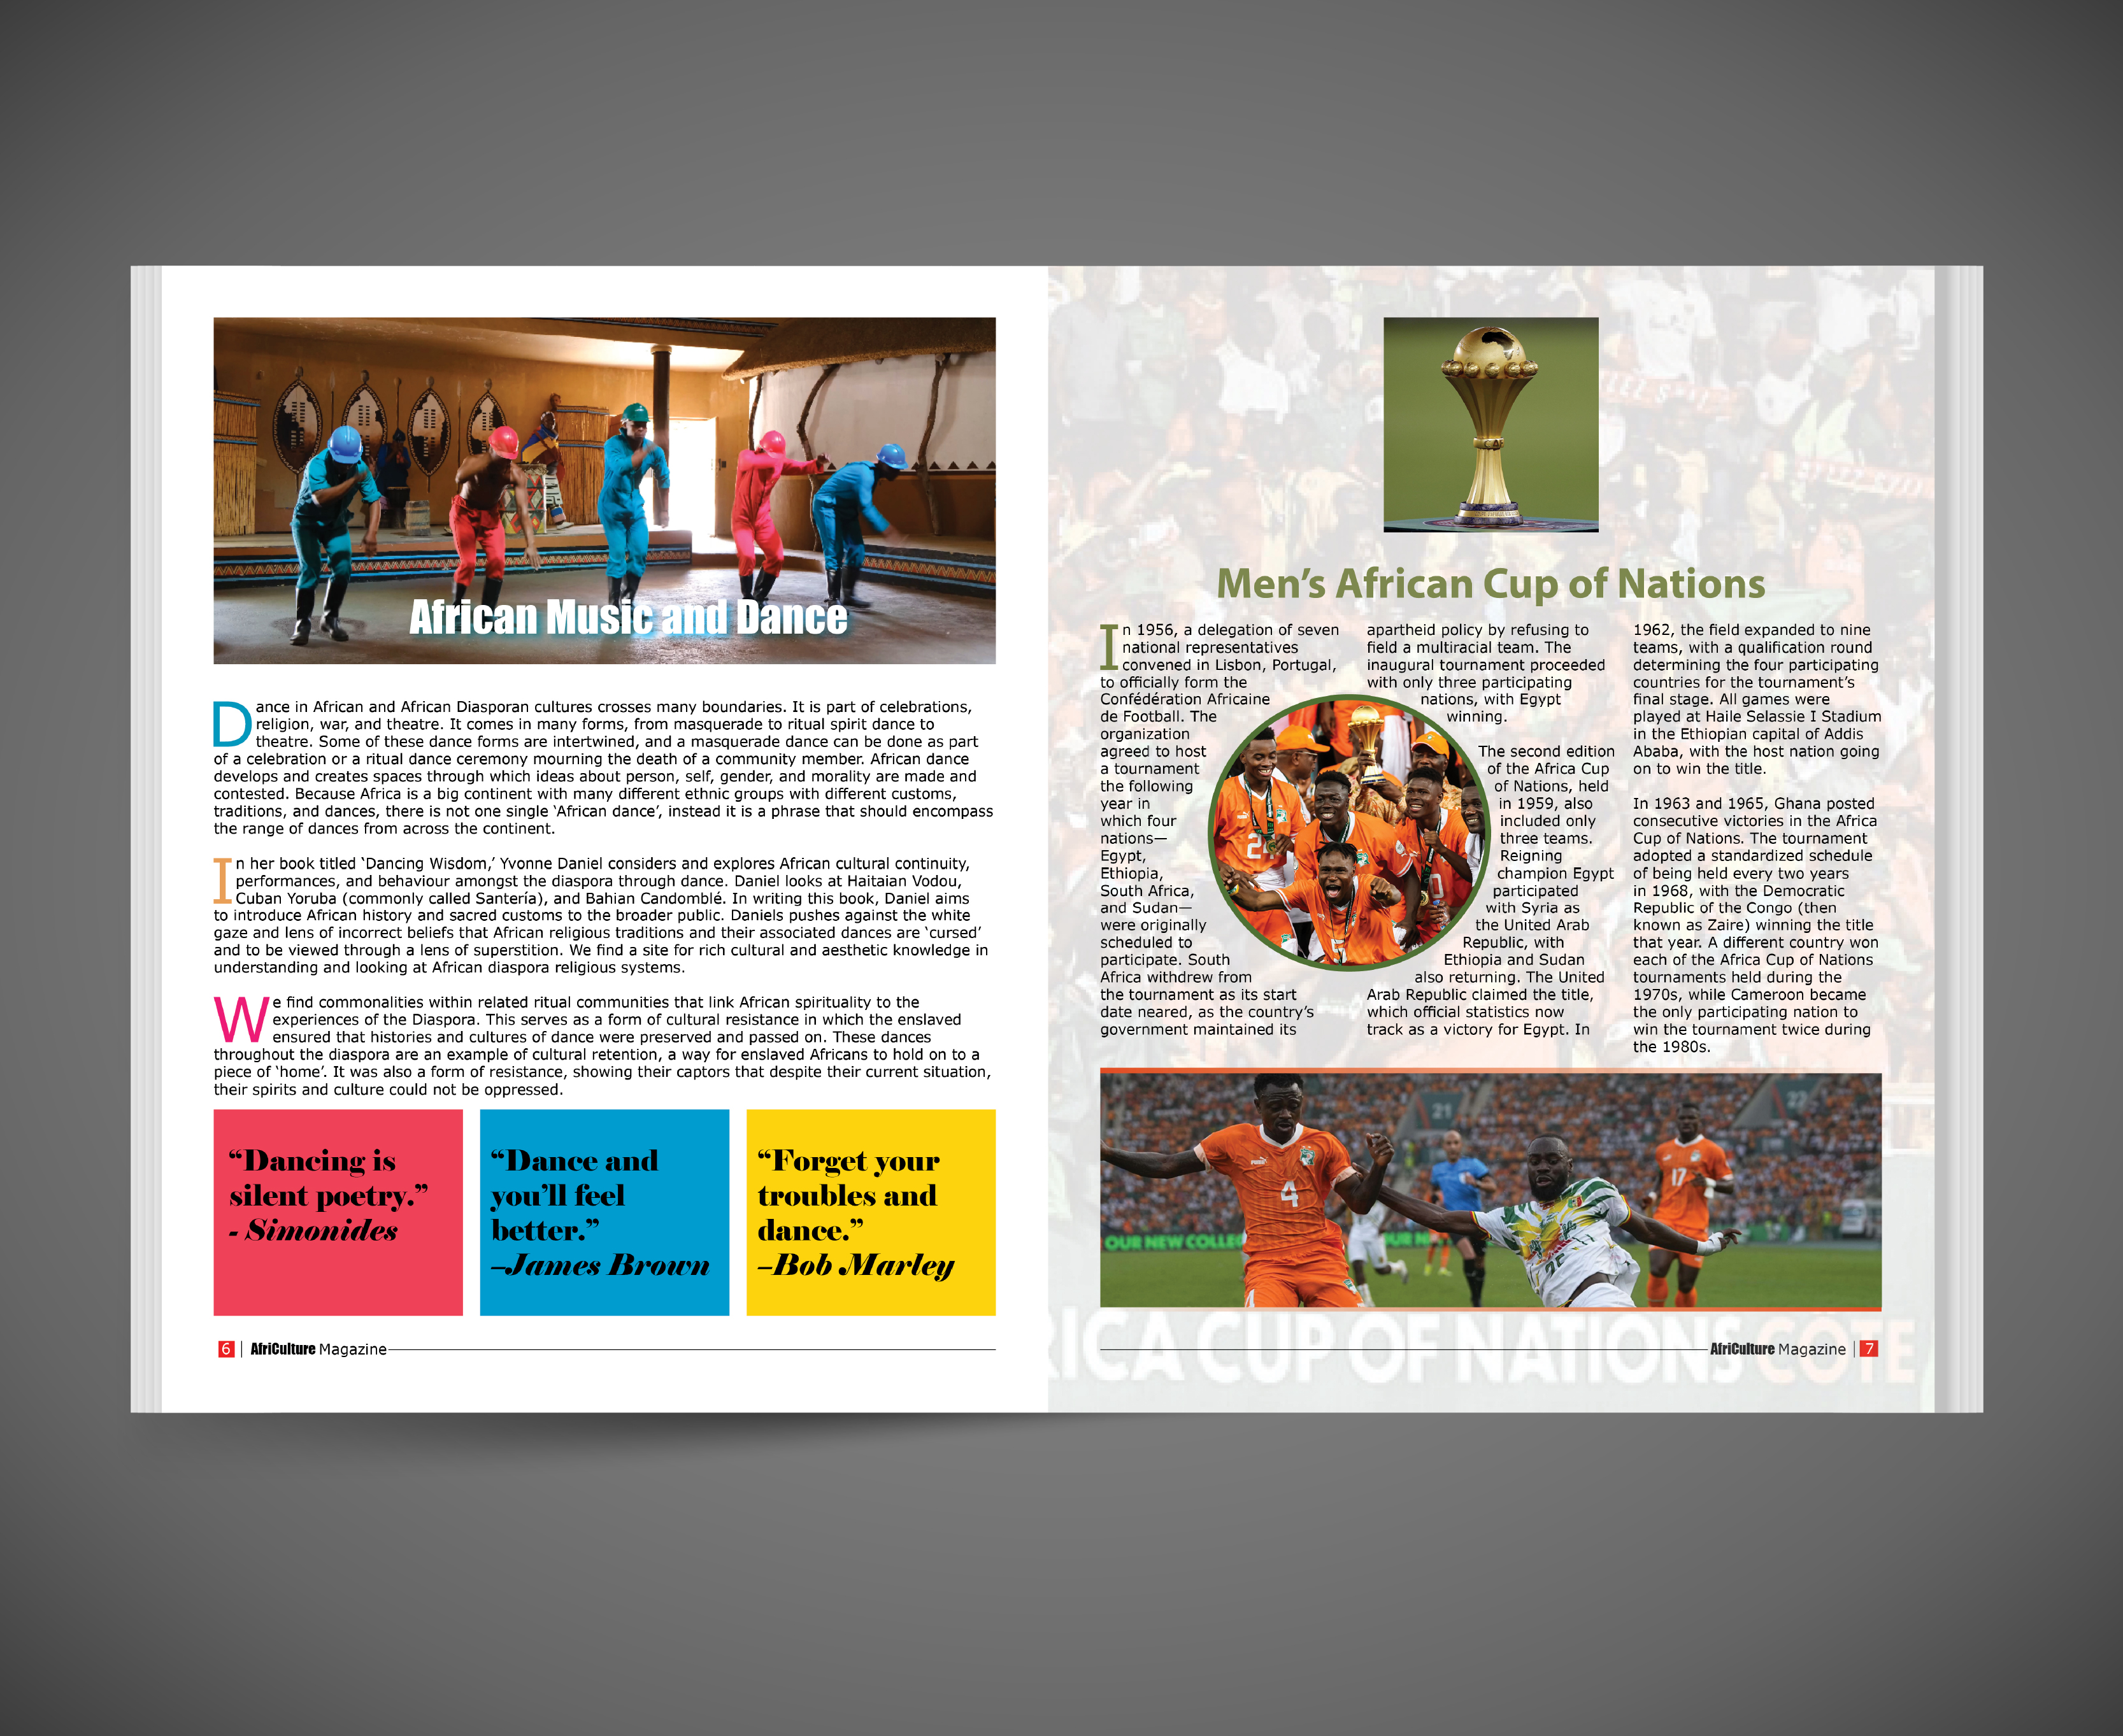 African Music and Dance
Dance in African and African Diasporan cultures crosses many boundaries. It is part of celebrations,
religion, war, and theatre. It comes in many forms, from masquerade to ritual spirit dance to
theatre. Some of these dance forms are intertwined, and a masquerade dance can be done as part
of a celebration or a ritual dance ceremony mourning the death of a community member. African dance
develops and creates spaces through which ideas about person, self, gender, and morality are made and
contested. Because Africa is a big continent with many different ethnic groups with different customs,
traditions, and dances, there is not one single ‘African dance’, instead it is a phrase that should encompass
the range of dances from across the continent.
In her book titled ‘Dancing Wisdom,’ Yvonne Daniel considers and explores African cultural continuity,
performances, and behaviour amongst the diaspora through dance. Daniel looks at Haitaian Vodou,
Cuban Yoruba (commonly called Santería), and Bahian Candomblé. In writing this book, Daniel aims
to introduce African history and sacred customs to the broader public. Daniels pushes against the white
gaze and lens of incorrect beliefs that African religious traditions and their associated dances are ‘cursed’
and to be viewed through a lens of superstition. We find a site for rich cultural and aesthetic knowledge in
understanding and looking at African diaspora religious systems.
We find commonalities within related ritual communities that link African spirituality to the
experiences of the Diaspora. This serves as a form of cultural resistance in which the enslaved
ensured that histories and cultures of dance were preserved and passed on. These dances
throughout the diaspora are an example of cultural retention, a way for enslaved Africans to hold on to a
piece of ‘home’. It was also a form of resistance, showing their captors that despite their current situation,
their spirits and culture could not be oppressed.
“Dancing is
silent poetry.”
- Simonides
“Dance and
you’ll feel
better.”
–James Brown
“Forget your
troubles and
dance.”
–Bob Marley
6 | AfriCulture Magazine
Men’s African Cup of Nations
In 1956, a delegation of seven
national representatives
convened in Lisbon, Portugal,
to officially form the
Confédération Africaine
de Football. The
organization
agreed to host
a tournament
the following
year in
which four
nations—
Egypt,
Ethiopia,
South Africa,
and Sudan—
were originally
scheduled to
participate. South
Africa withdrew from
the tournament as its start
date neared, as the country’s
government maintained its
apartheid policy by refusing to
field a multiracial team. The
inaugural tournament proceeded
with only three participating
nations, with Egypt
winning.
The second edition
of the Africa Cup
of Nations, held
in 1959, also
included only
three teams.
Reigning
champion Egypt
participated
with Syria as
the United Arab
Republic, with
Ethiopia and Sudan
also returning. The United
Arab Republic claimed the title,
which official statistics now
track as a victory for Egypt. In
1962, the field expanded to nine
teams, with a qualification round
determining the four participating
countries for the tournament’s
final stage. All games were
played at Haile Selassie I Stadium
in the Ethiopian capital of Addis
Ababa, with the host nation going
on to win the title.
In 1963 and 1965, Ghana posted
consecutive victories in the Africa
Cup of Nations. The tournament
adopted a standardized schedule
of being held every two years
in 1968, with the Democratic
Republic of the Congo (then
known as Zaire) winning the title
that year. A different country won
each of the Africa Cup of Nations
tournaments held during the
1970s, while Cameroon became
the only participating nation to
win the tournament twice during
the 1980s.
21
22
4
17
OUR NEW COLLEC
RICA CUP OF NATIONS COTE
AfriCulture Magazine | 7